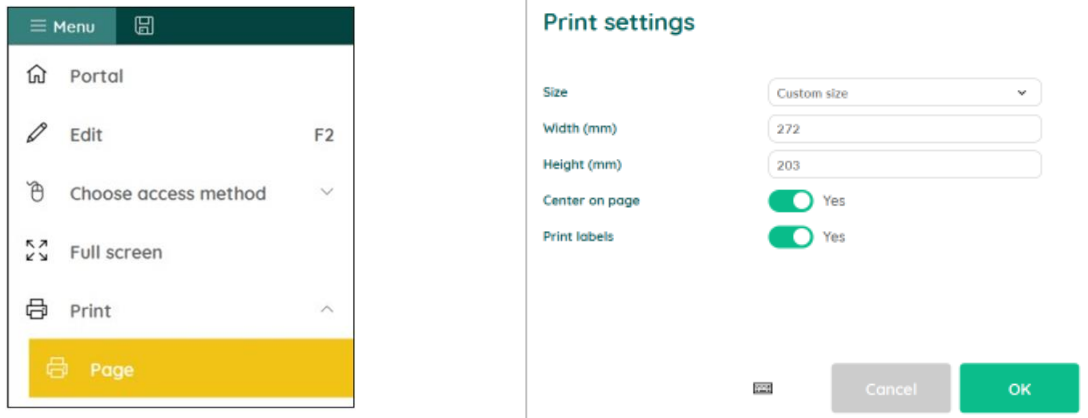 Menu
Portal
Edit F2
Choose access method
Full screen
Print
Page
Print settings
Size Custom size
Width (mm) 272
Height (mm) 203
Center on page Yes
Print labels Yes
Cancel OK